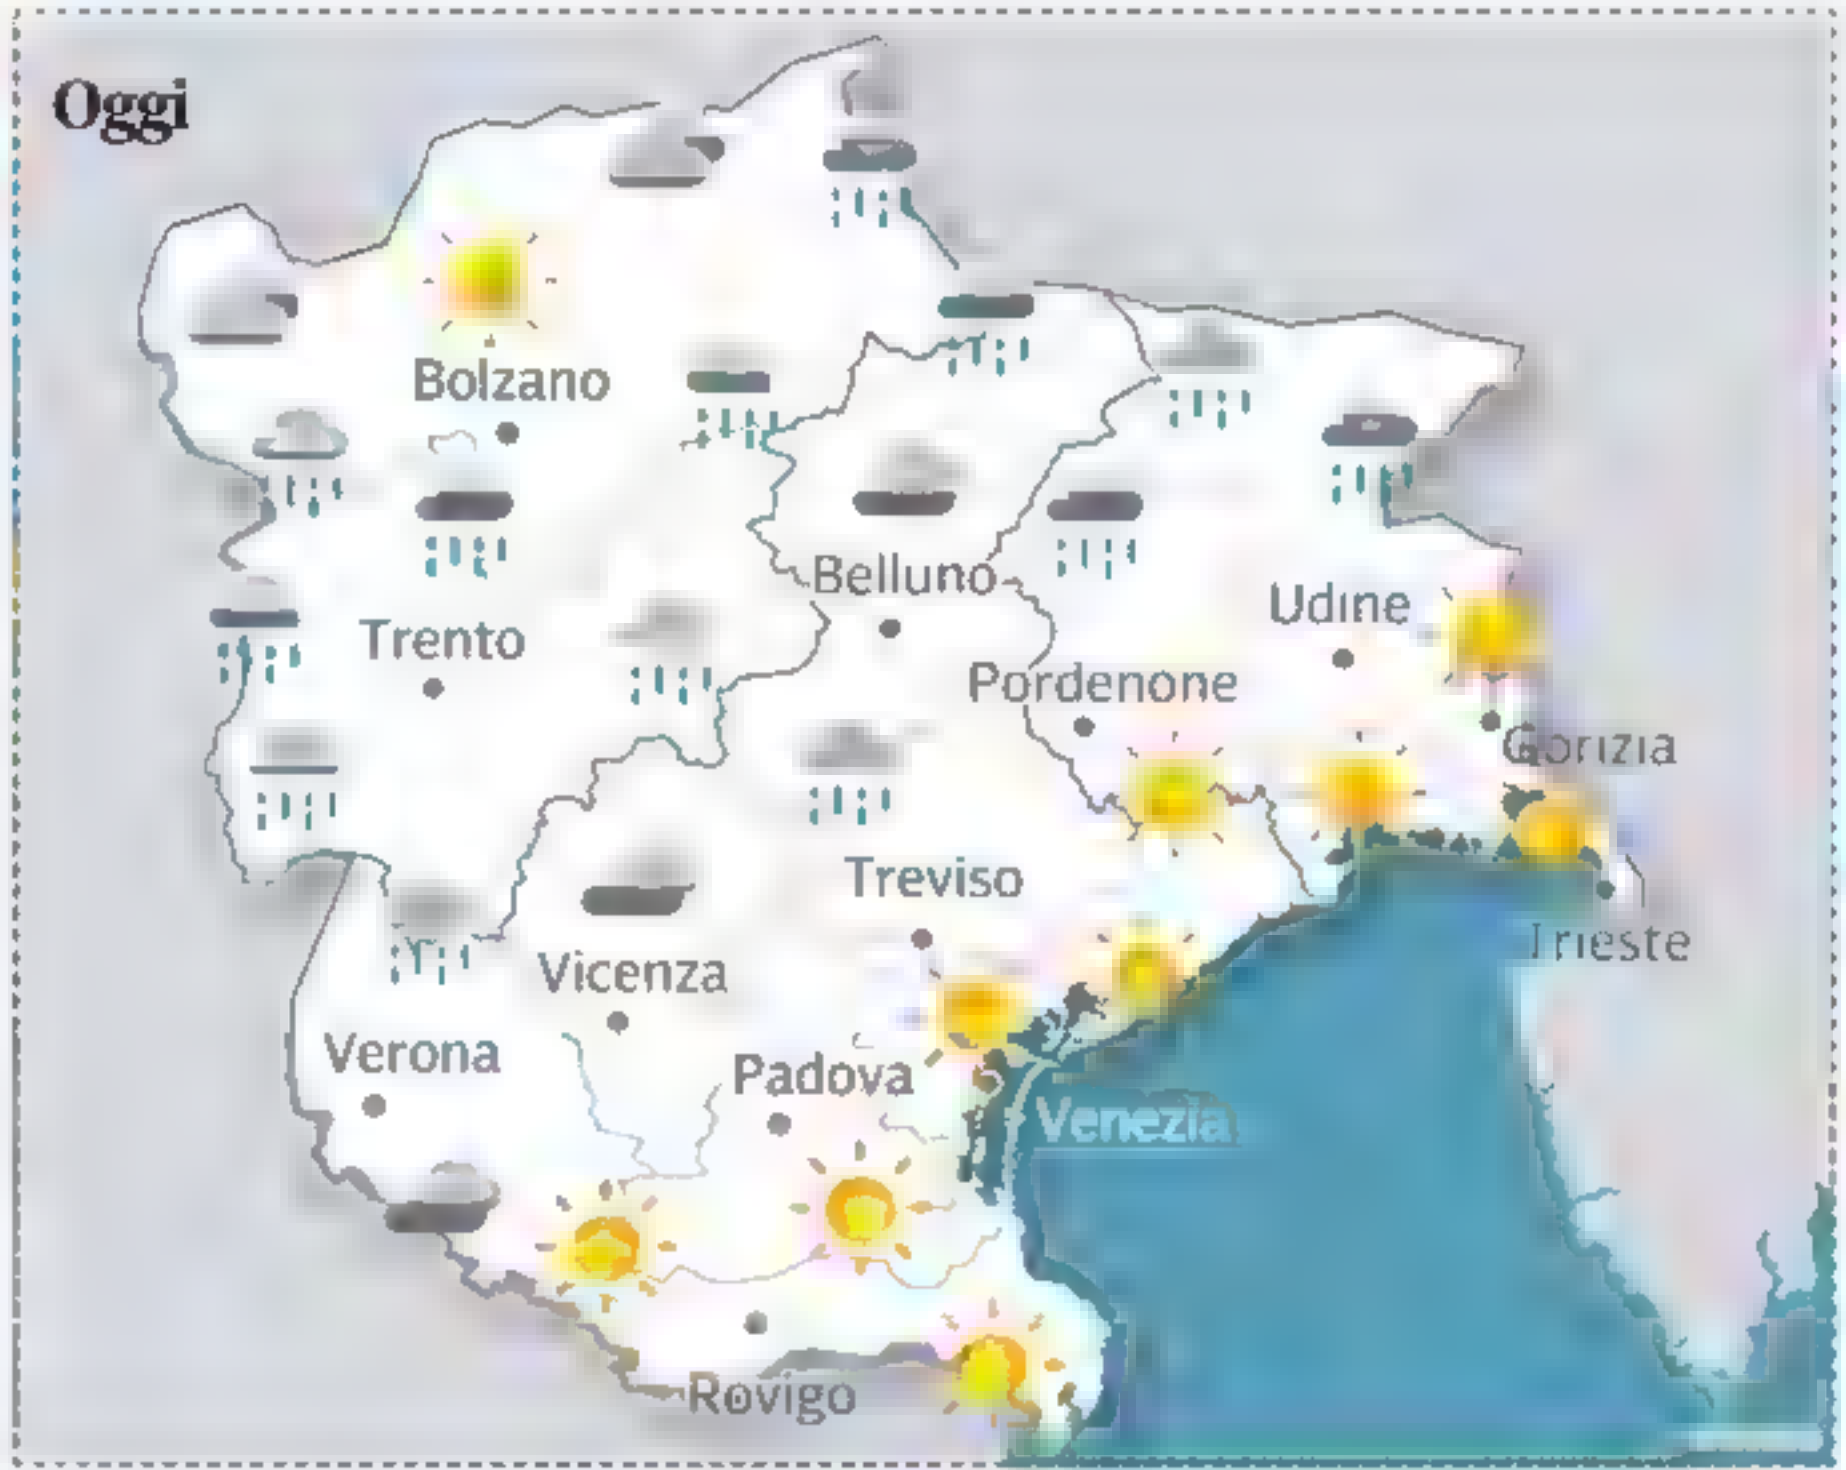 Oggi
Bolzano
Belluno
Udine
Trento
Pordenone
Gorizia
Treviso
Trieste
Vicenza
Verona
Padova
Venezia
Rovigo